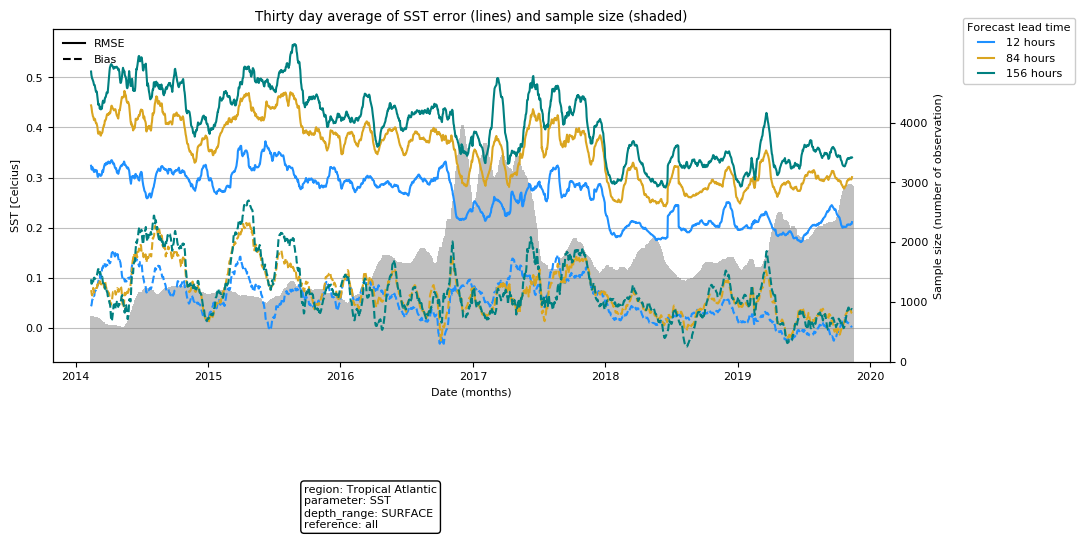 Thirty day average of SST error (lines) and sample size (shaded)
RMSE
Bias
Forecast lead time
12 hours
84 hours
156 hours
SST [Celcius]
0.5
0.4
0.3
0.2
0.1
0.0
4000
3000
2000
1000
0
Sample size (number of observation)
2014 2015 2016 2017 2018 2019 2020
Date (months)
region: Tropical Atlantic
parameter: SST
depth_range: SURFACE
reference: all